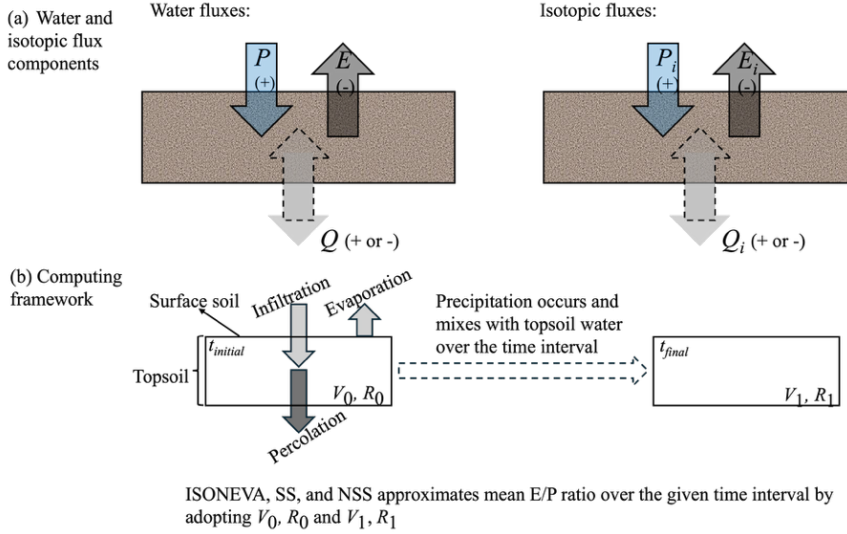 (a) Water and
isotopic flux
components
Water fluxes:
P
(+)
E
(-)
Q (+ or -)
Isotopic fluxes:
Pi
(+)
Ei
(-)
Qi (+ or -)
(b) Computing
framework
Surface soil
Infiltration
Evaporation
Topsoil
tinitial
V0, R0
Percolation
Precipitation occurs and
mixes with topsoil water
over the time interval
tfinal
V1, R1
ISONEVA, SS, and NSS approximates mean E/P ratio over the given time interval by
adopting V0, R0 and V1, R1